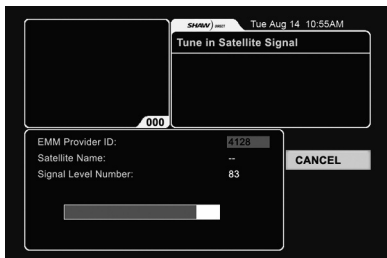 SHAW) DIRECT Tue Aug 14 10:55AM
Tune in Satellite Signal
000
EMM Provider ID: 4128
Satellite Name: --
Signal Level Number: 83
CANCEL